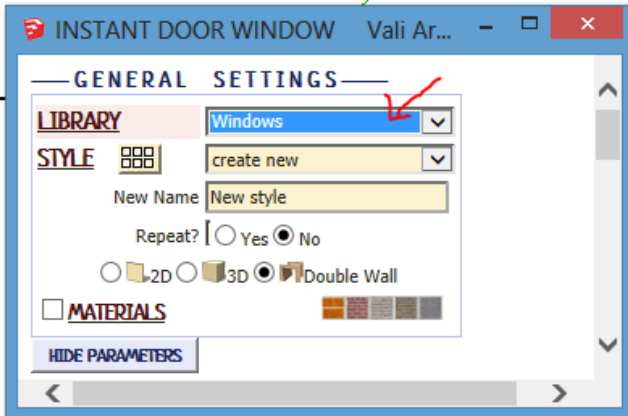 INSTANT DOOR WINDOW Vali Ar...
GENERAL SETTINGS
LIBRARY Windows
STYLE create new
New Name New style
Repeat? Yes No
2D 3D Double Wall
MATERIALS
HIDE PARAMETERS